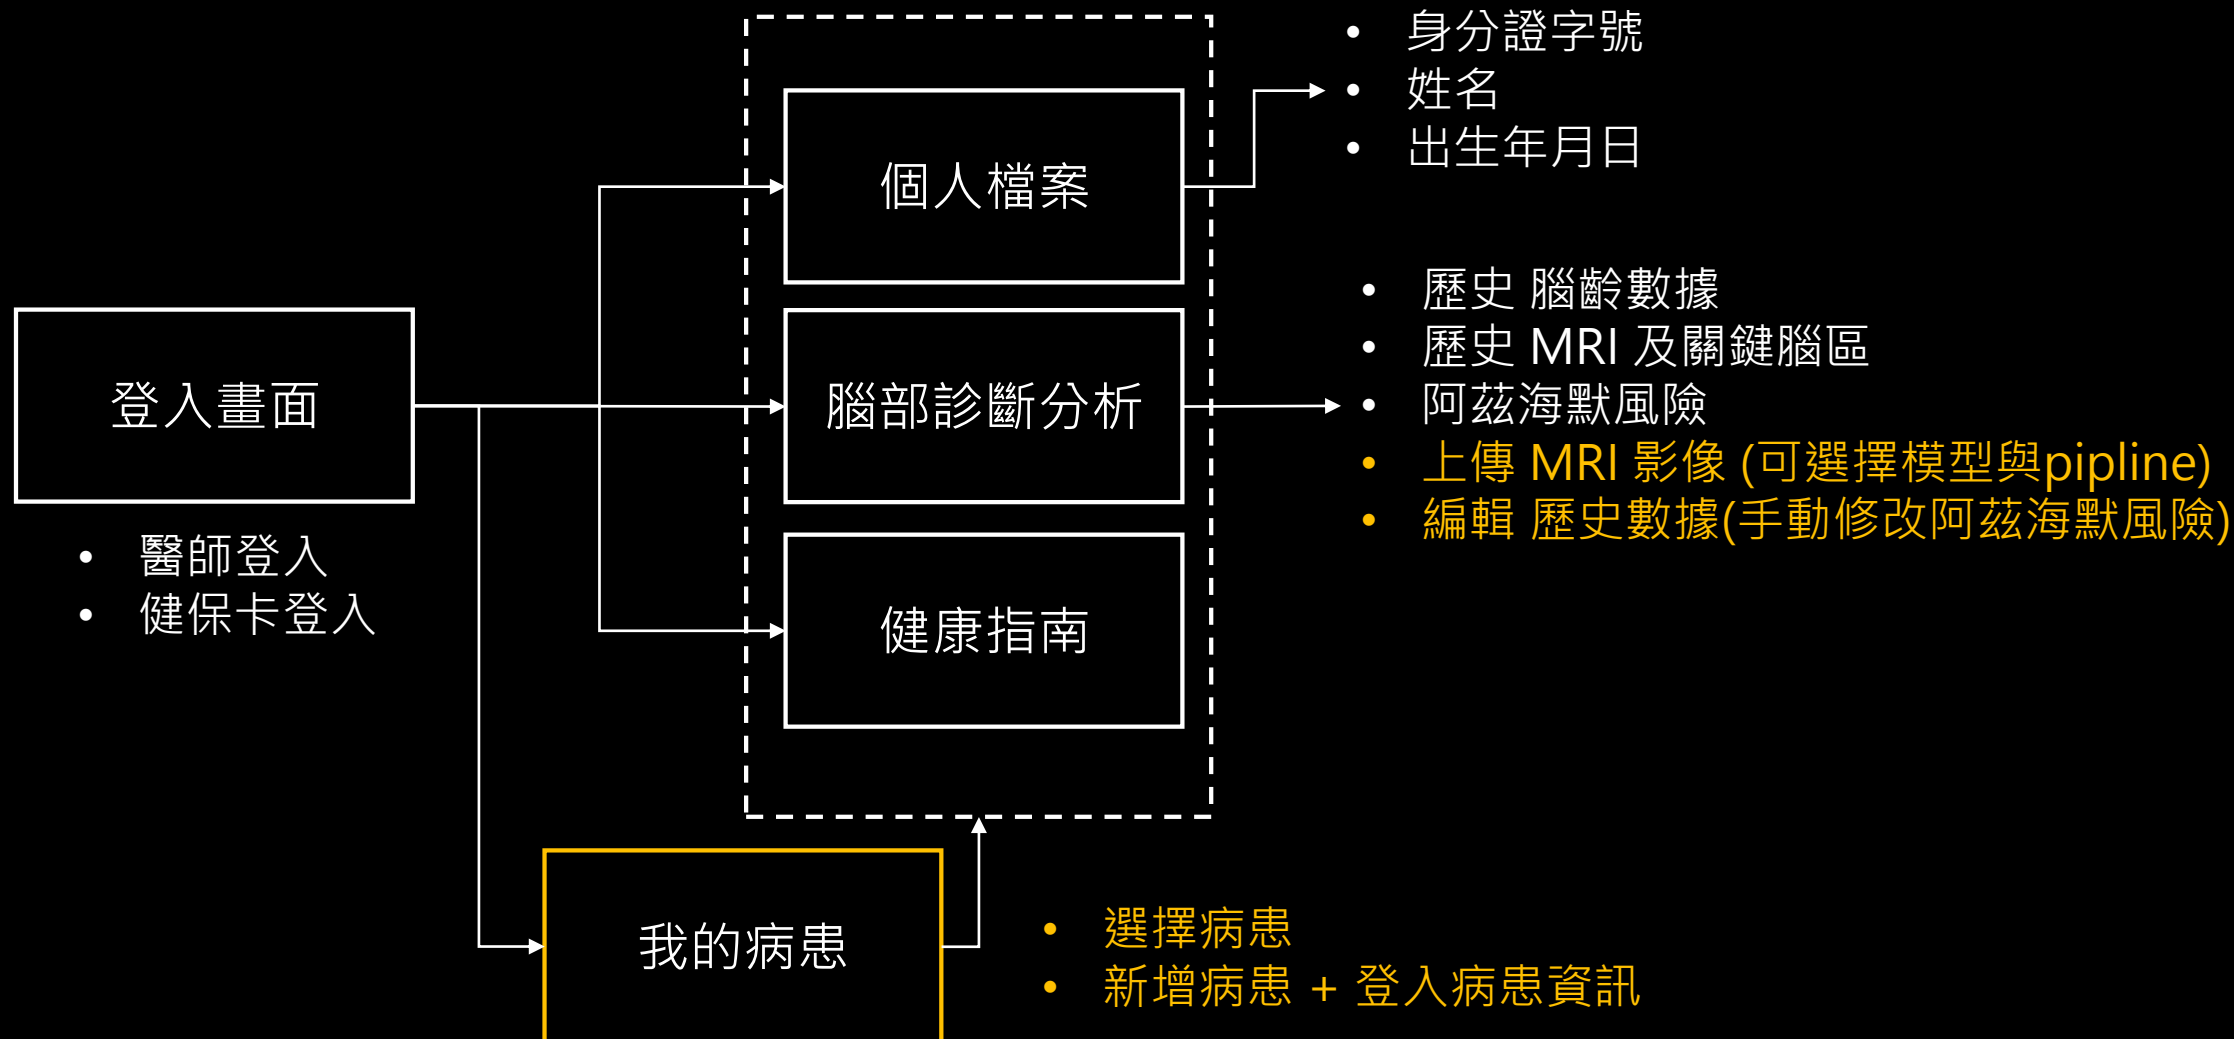 登入畫面
• 醫師登入
• 健保卡登入
個人檔案
• 身分證字號
• 姓名
• 出生年月日
腦部診斷分析
• 歷史 腦齡數據
• 歷史 MRI 及關鍵腦區
• 阿茲海默風險
• 上傳 MRI 影像 (可選擇模型與pipline)
• 編輯 歷史數據(手動修改阿茲海默風險)
健康指南
我的病患
• 選擇病患
• 新增病患 + 登入病患資訊